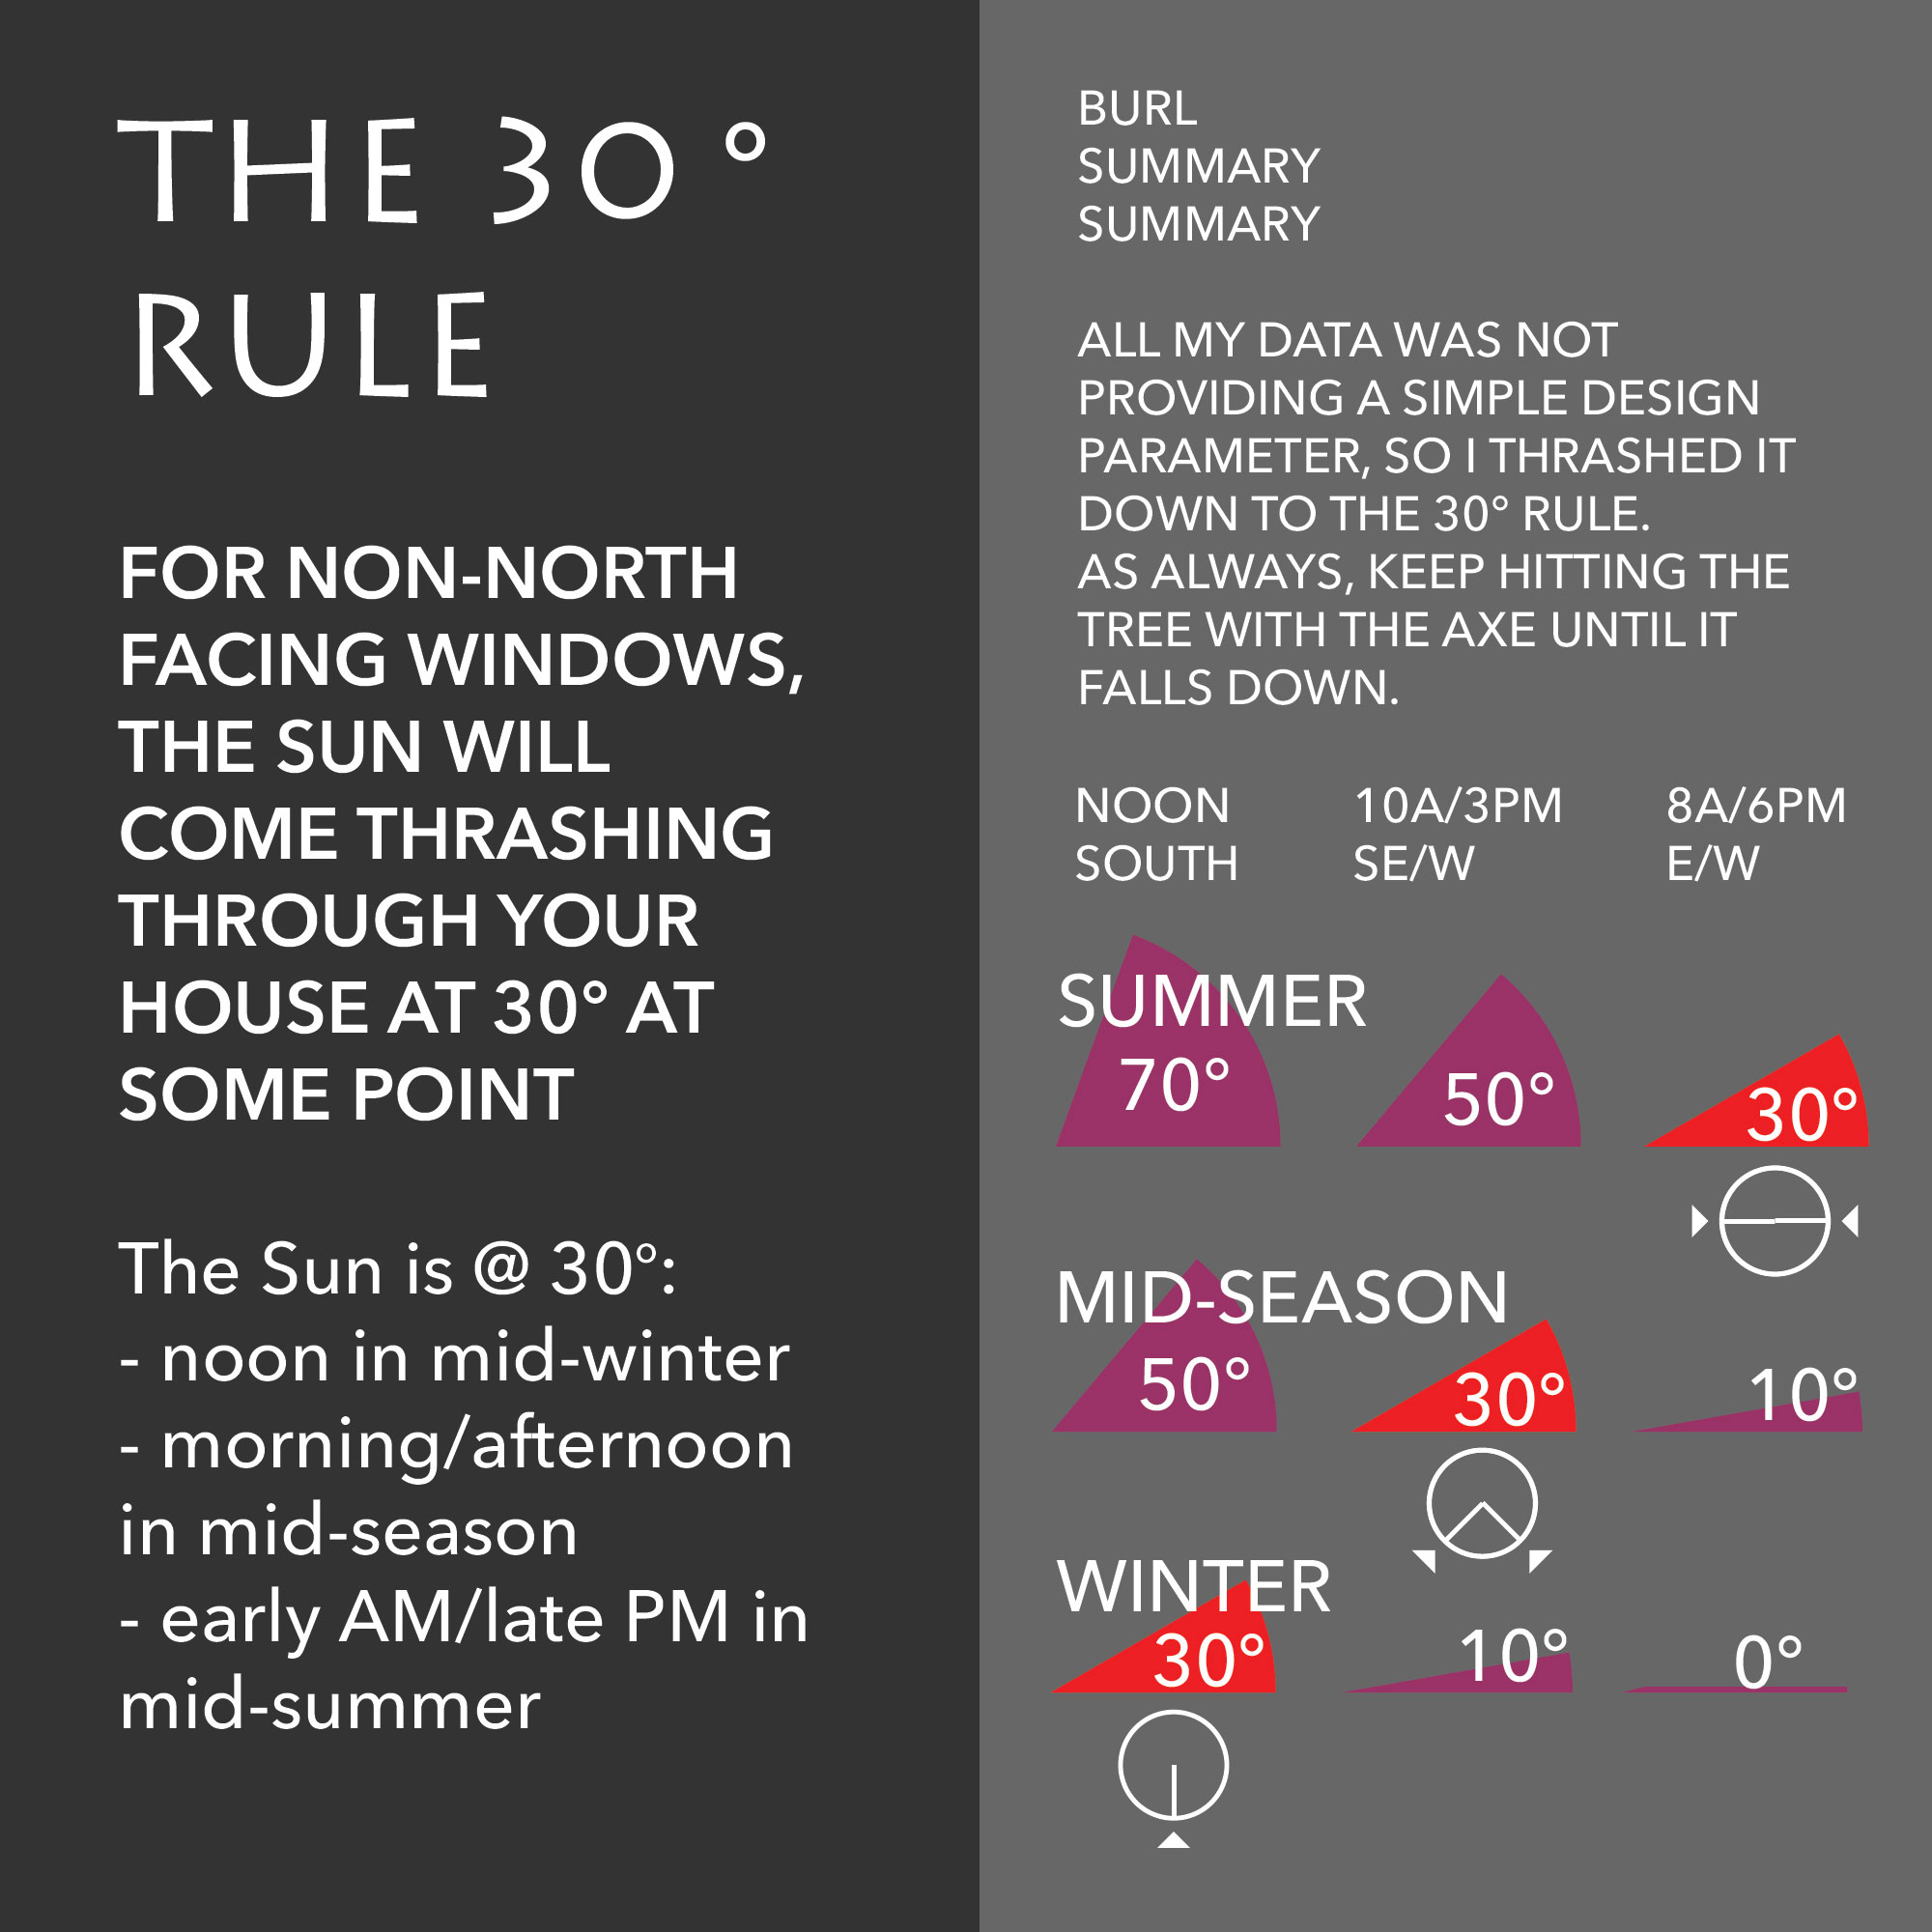 THE 30°
RULE
FOR NON-NORTH
FACING WINDOWS,
THE SUN WILL
COME THRASHING
THROUGH YOUR
HOUSE AT 30° AT
SOME POINT
The Sun is @ 30°:
- noon in mid-winter
- morning/afternoon
in mid-season
- early AM/late PM in
mid-summer
BURL
SUMMARY
SUMMARY
ALL MY DATA WAS NOT
PROVIDING A SIMPLE DESIGN
PARAMETER, SO I THRASHED IT
DOWN TO THE 30° RULE.
AS ALWAYS, KEEP HITTING THE
TREE WITH THE AXE UNTIL IT
FALLS DOWN.
NOON 10A/3PM 8A/6PM
SOUTH SE/W E/W
SUMMER
70° 50° 30°
MID-SEASON
50° 30° 10°
WINTER
30° 10° 0°